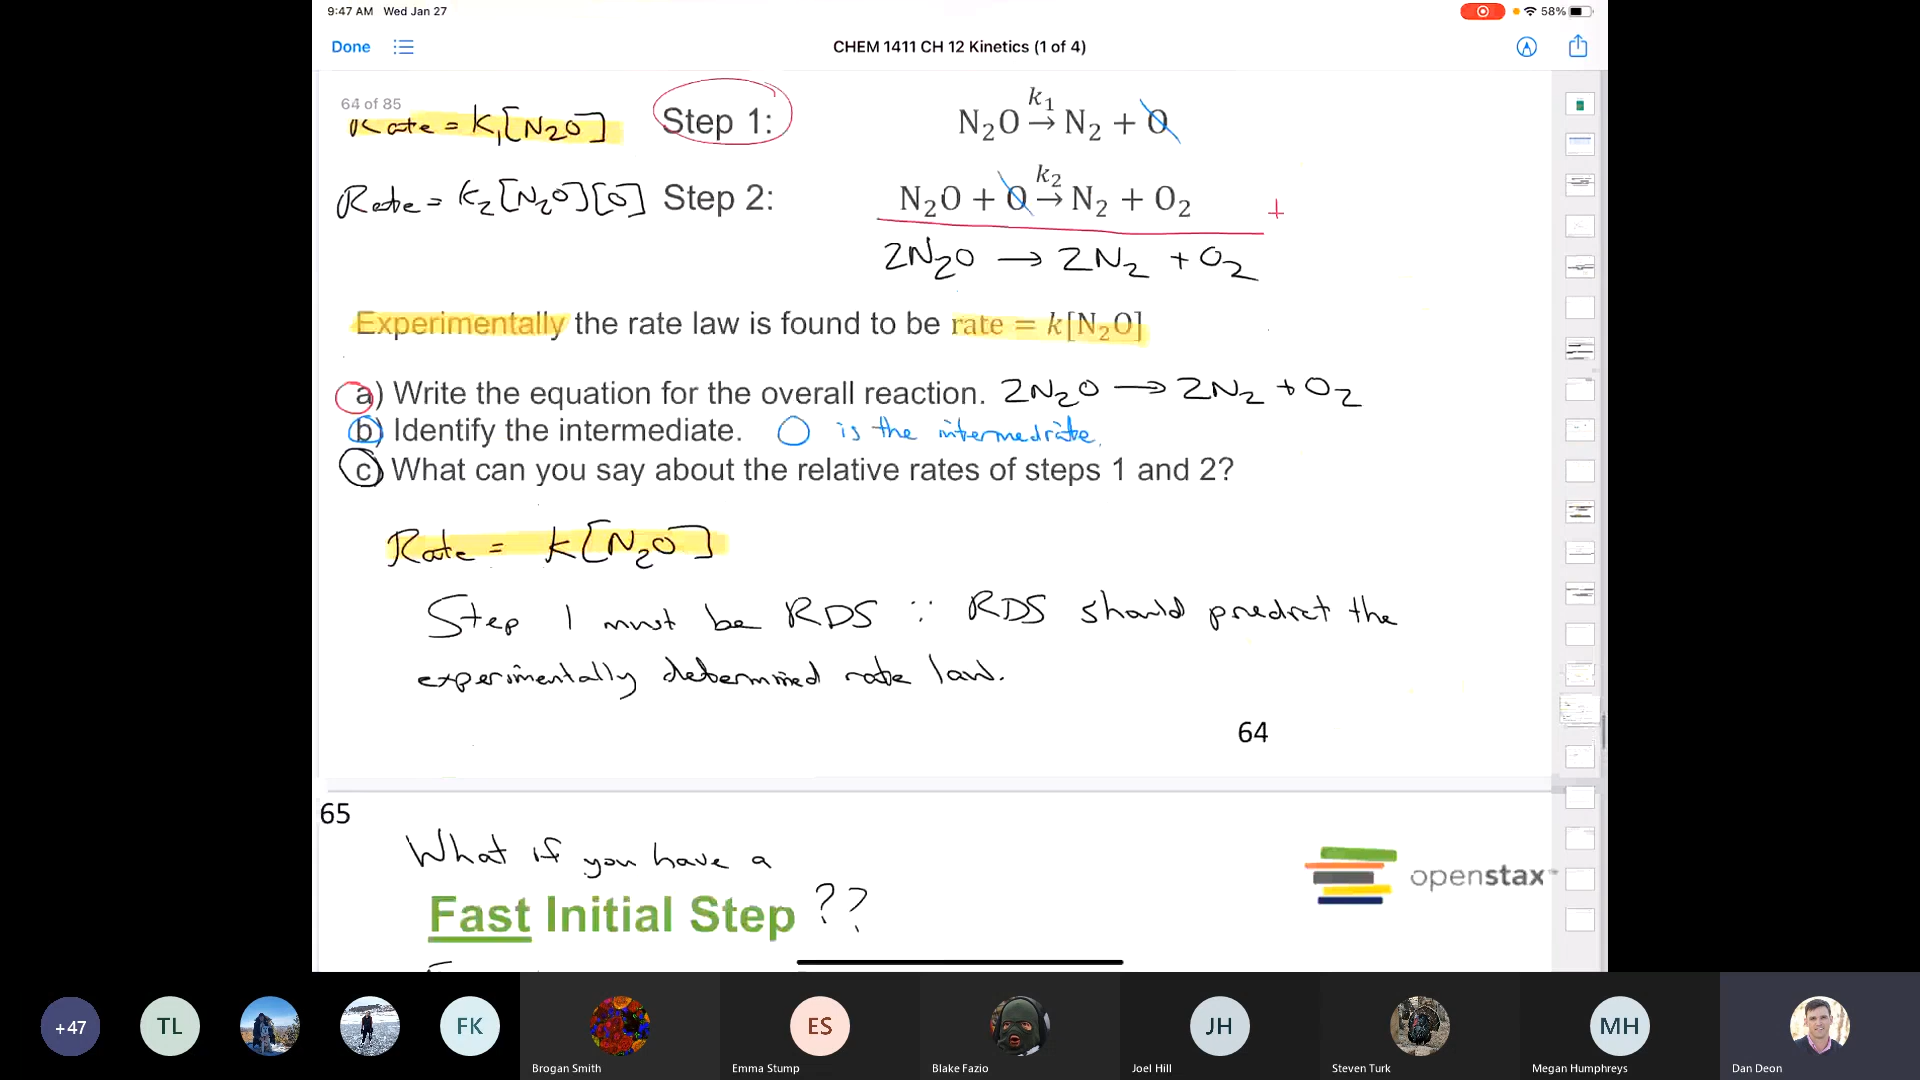 9:47 AM Wed Jan 27
58%
Done
CHEM 1411 CH 12 Kinetics (1 of 4)
64 of 85
Rate = k₁[N₂O] Step 1: N₂O →k₁ N₂ + O
Rate = k₂[N₂O][O] Step 2: N₂O + O →k₂ N₂ + O₂ +
2N₂O → 2N₂ + O₂
Experimentally the rate law is found to be rate = k[N₂O]
a) Write the equation for the overall reaction. 2N₂O → 2N₂ + O₂
b) Identify the intermediate. O is the intermediate.
c) What can you say about the relative rates of steps 1 and 2?
Rate = k[N₂O]
Step 1 must be RDS ∵ RDS should predict the
experimentally determined rate law.
64
65
What if you have a
Fast Initial Step ??
openstax™
+47 TL FK ES JH MH
Brogan Smith Emma Stump Blake Fazio Joel Hill Steven Turk Megan Humphreys Dan Deon